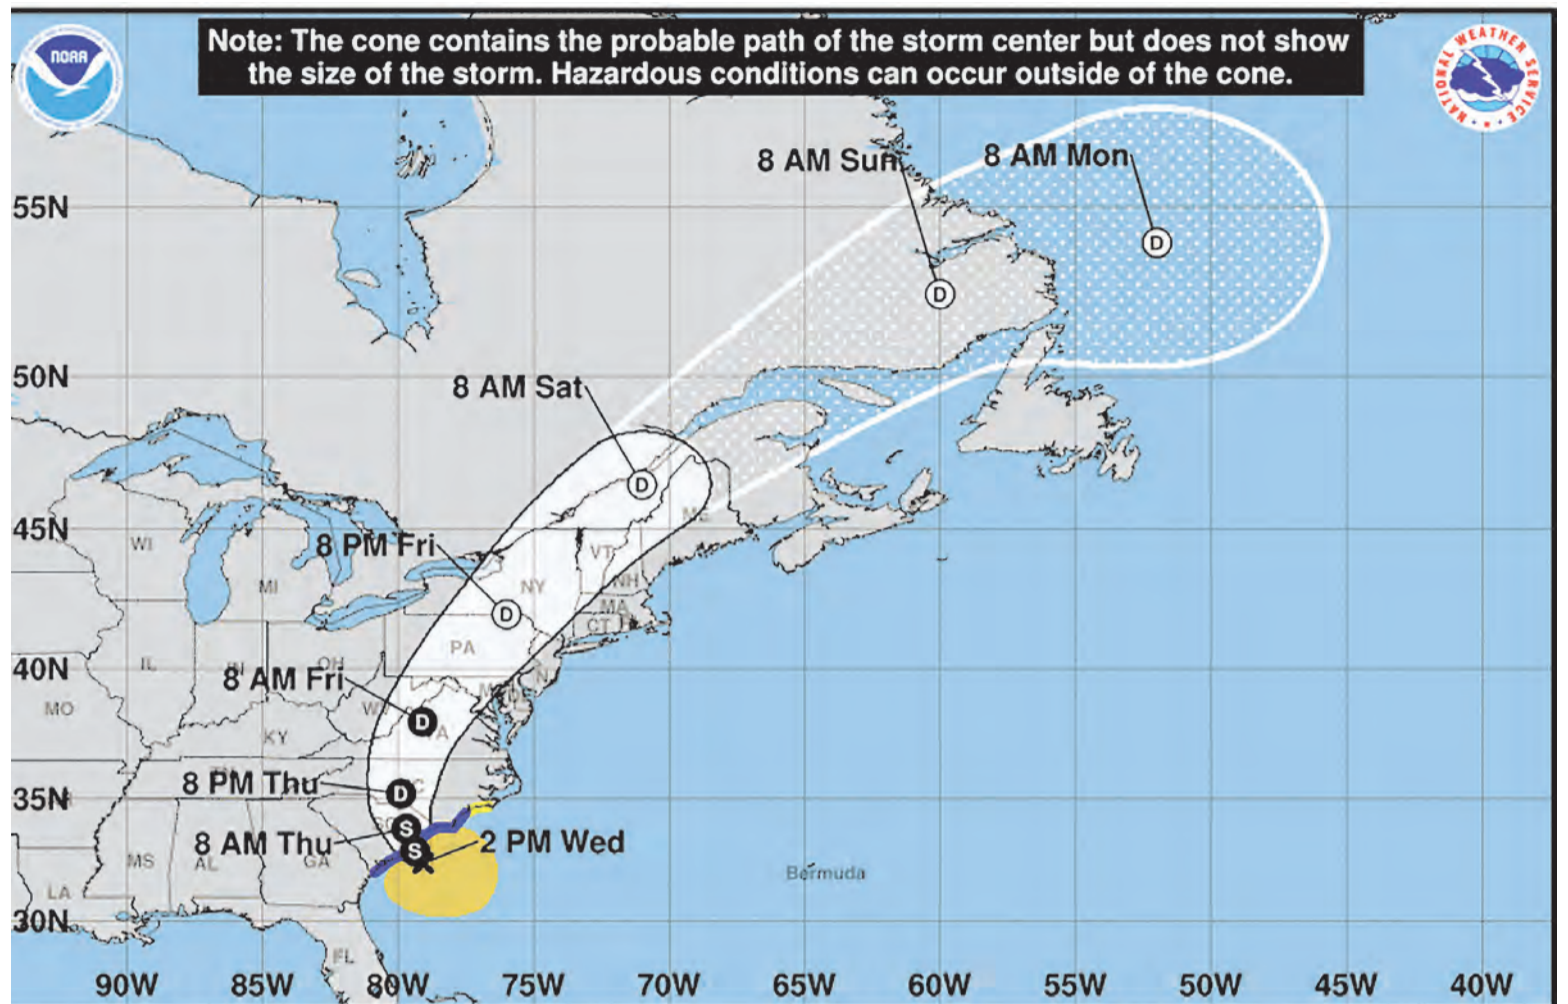 NOAA
Note: The cone contains the probable path of the storm center but does not show
the size of the storm. Hazardous conditions can occur outside of the cone.
NATIONAL WEATHER SERVICE
8 AM Sun
8 AM Mon
55N
D
D
50N
8 AM Sat
D
ME
45N
WI
8 PM Fri
VT
MI
NY
NH
MA
D
CT
PA
40N
IL
IN
OH
8 AM Fri
MO
D
VA
KY
8 PM Thu
D
35N
S
8 AM Thu
S
2 PM Wed
MS
AL
GA
Bermuda
LA
30N
FL
90W
85W
80W
75W
70W
65W
60W
55W
50W
45W
40W